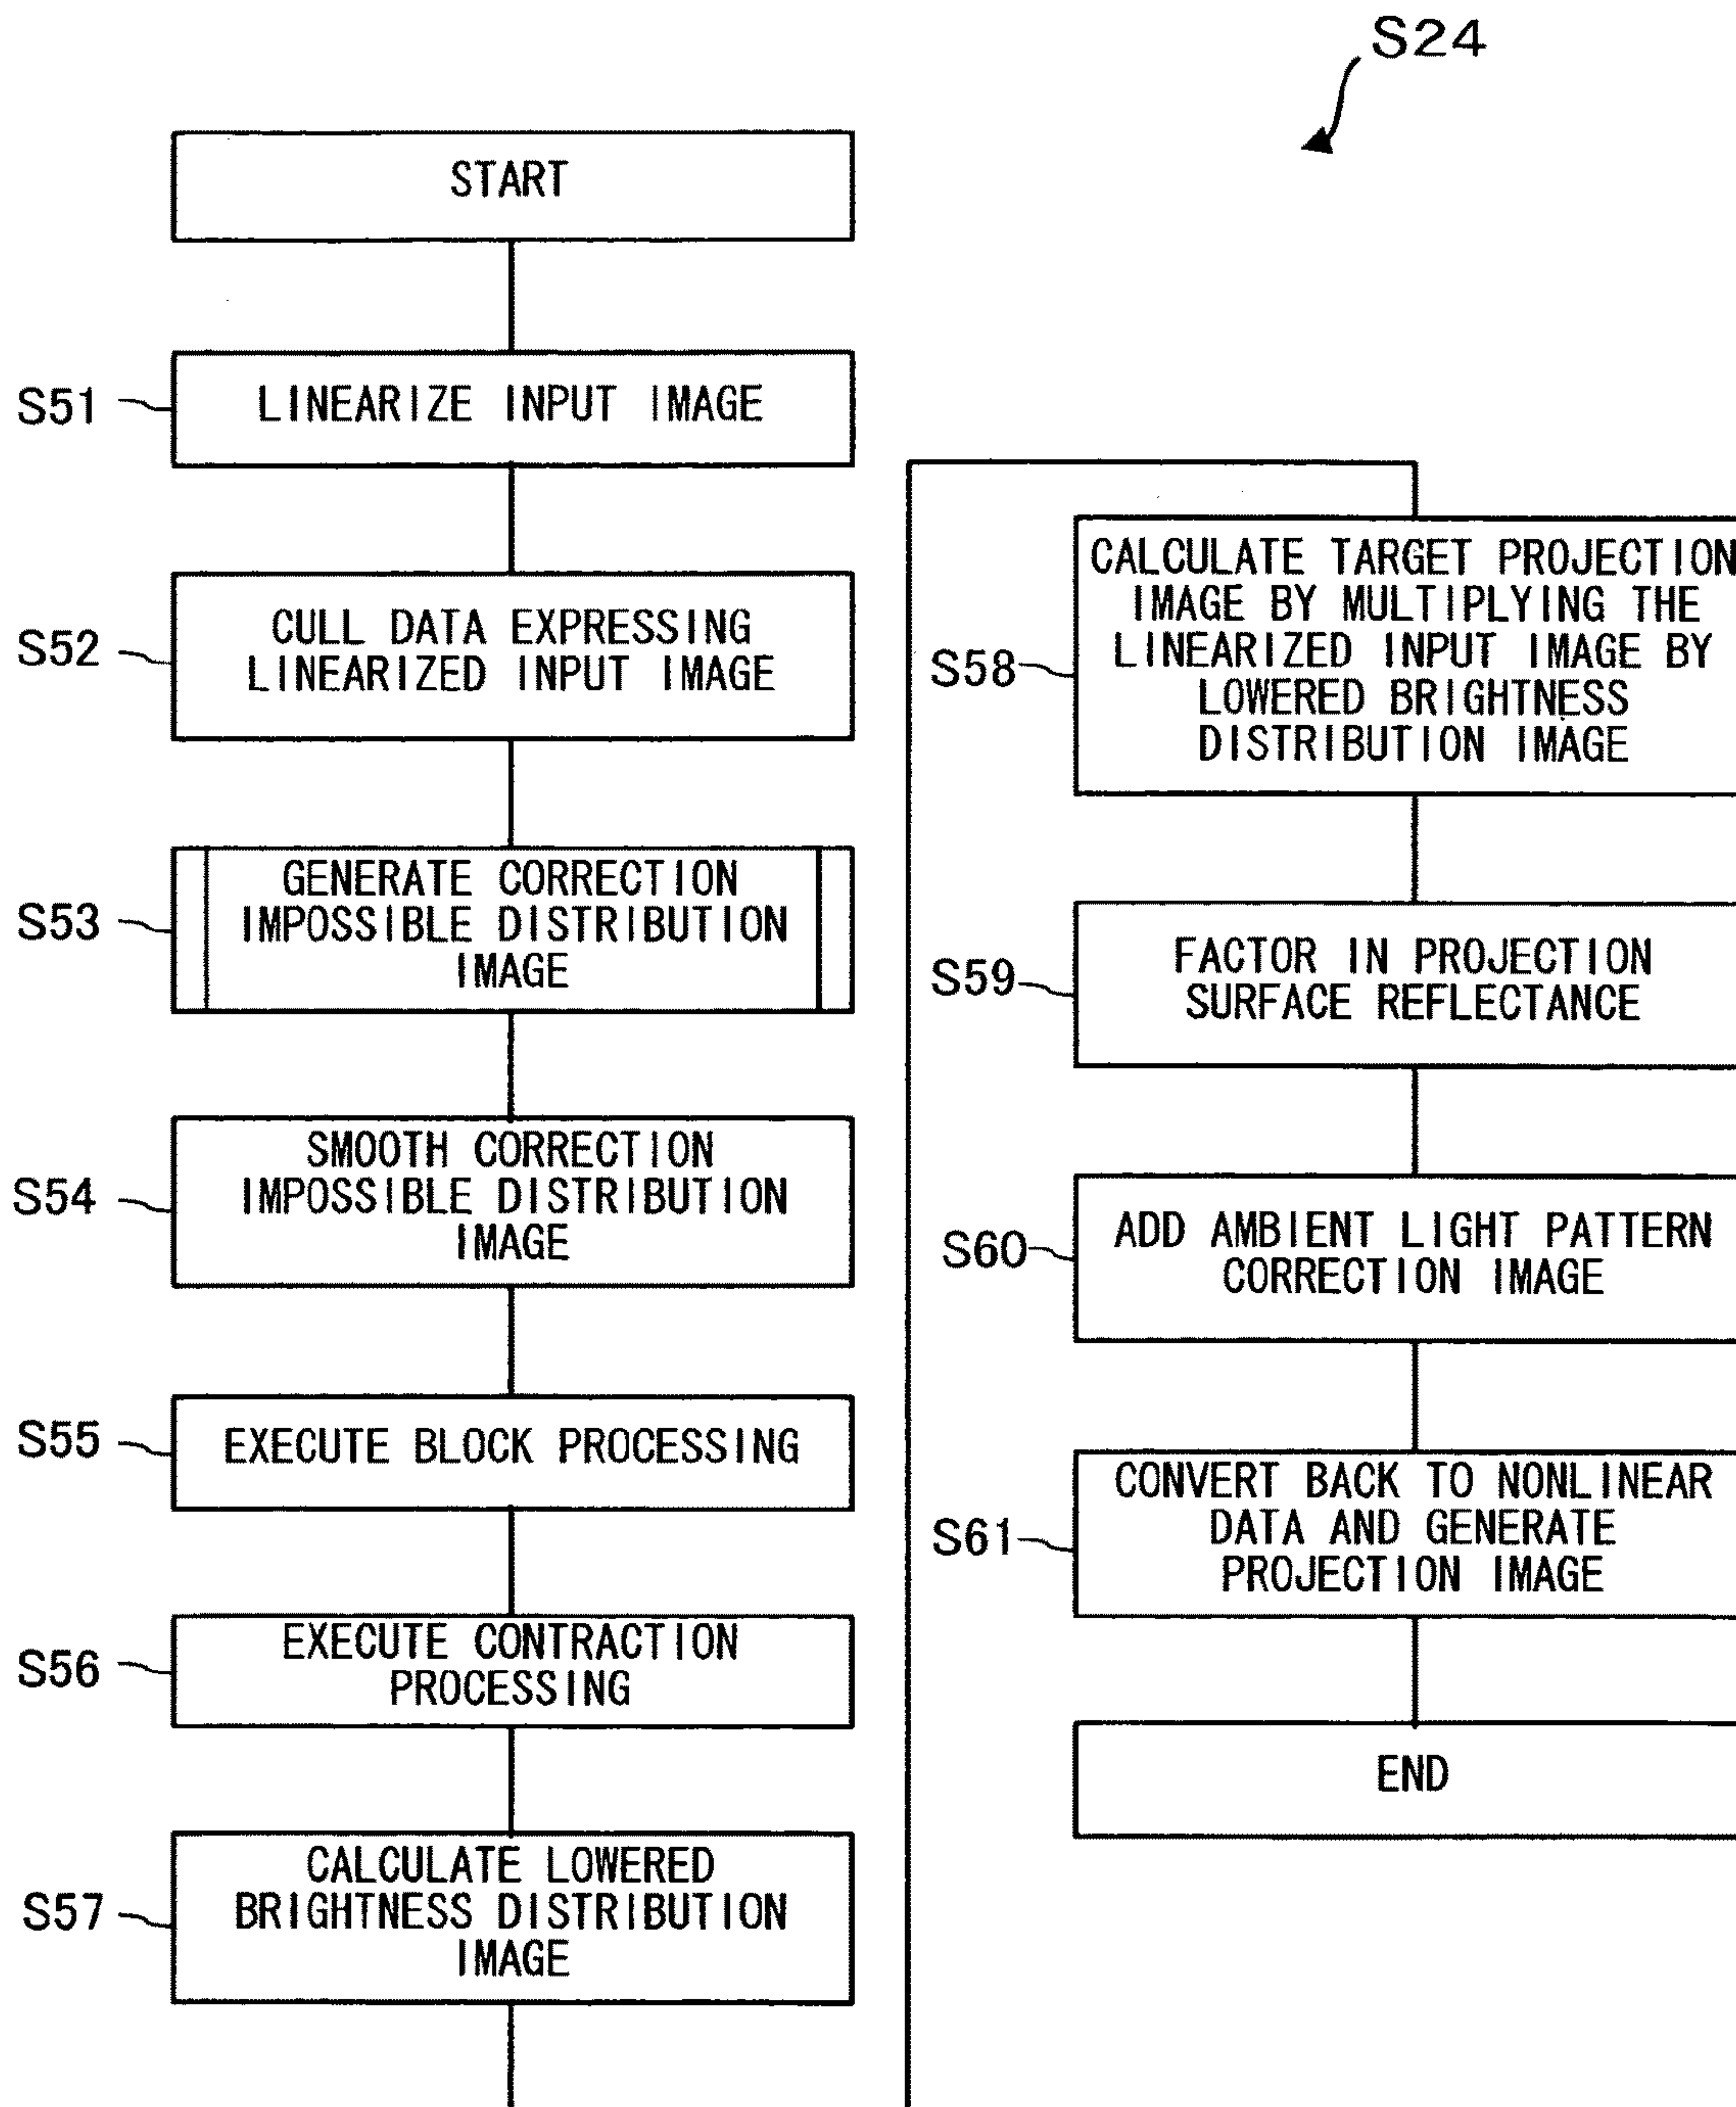 S24
START
S51
LINEARIZE INPUT IMAGE
S52
CULL DATA EXPRESSING
LINEARIZED INPUT IMAGE
S53
GENERATE CORRECTION
IMPOSSIBLE DISTRIBUTION
IMAGE
S54
SMOOTH CORRECTION
IMPOSSIBLE DISTRIBUTION
IMAGE
S55
EXECUTE BLOCK PROCESSING
S56
EXECUTE CONTRACTION
PROCESSING
S57
CALCULATE LOWERED
BRIGHTNESS DISTRIBUTION
IMAGE
S58
CALCULATE TARGET PROJECTION
IMAGE BY MULTIPLYING THE
LINEARIZED INPUT IMAGE BY
LOWERED BRIGHTNESS
DISTRIBUTION IMAGE
S59
FACTOR IN PROJECTION
SURFACE REFLECTANCE
S60
ADD AMBIENT LIGHT PATTERN
CORRECTION IMAGE
S61
CONVERT BACK TO NONLINEAR
DATA AND GENERATE
PROJECTION IMAGE
END